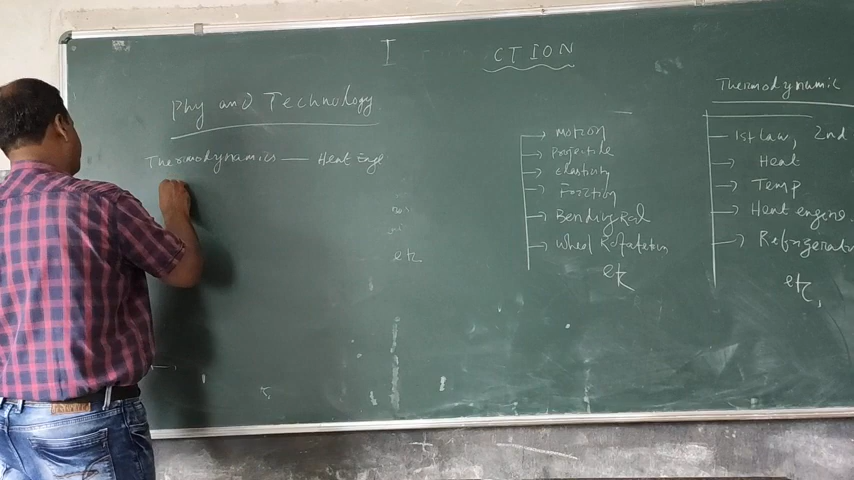 I CTION
Phy and Technology
Thermodynamics — Heat Engl
etc
Motion
Projectile
Elasticity
Friction
Bending Rod
Wheel Rotation
etc
Thermodynamic
1st Law, 2nd
Heat
Temp
Heat engine
Refrigerat
etc,